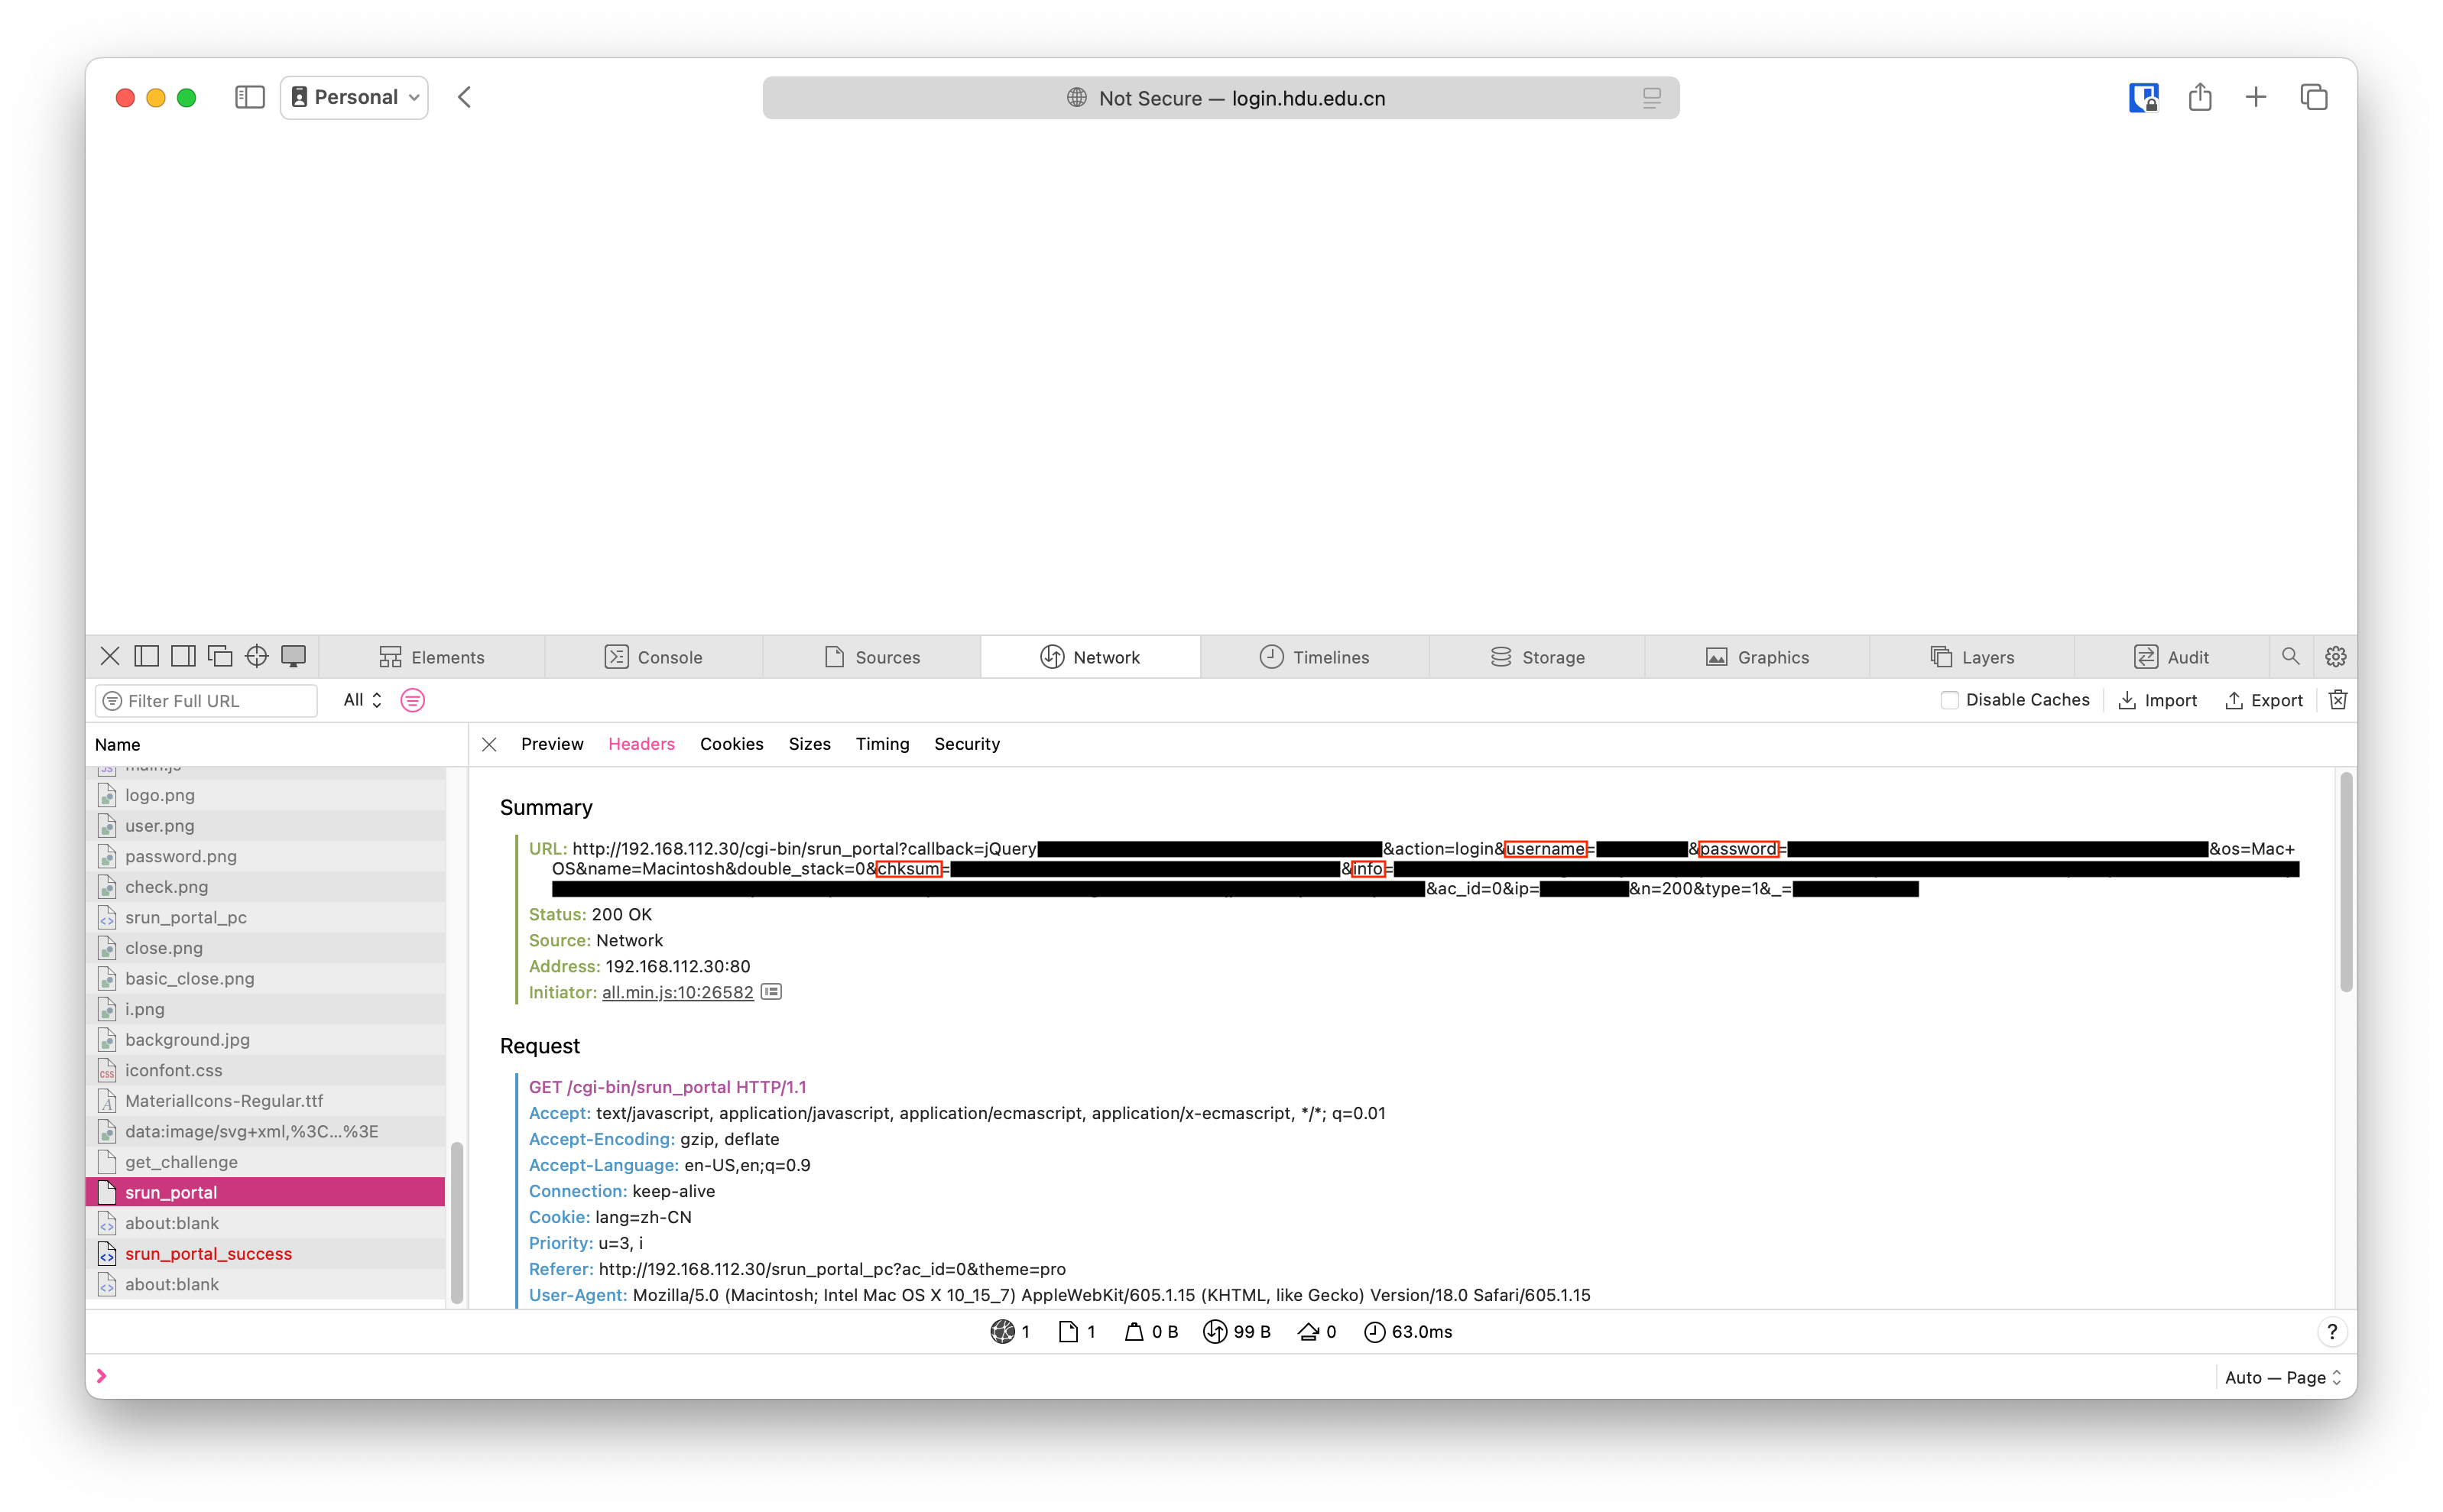 Personal
Not Secure — login.hdu.edu.cn
Elements
Console
Sources
Network
Timelines
Storage
Graphics
Layers
Audit
Filter Full URL
All
Disable Caches
Import
Export
Name
Preview
Headers
Cookies
Sizes
Timing
Security
main.js
logo.png
user.png
password.png
check.png
srun_portal_pc
close.png
basic_close.png
i.png
background.jpg
iconfont.css
MaterialIcons-Regular.ttf
data:image/svg+xml,%3C...%3E
get_challenge
srun_portal
about:blank
srun_portal_success
about:blank
Summary
URL: http://192.168.112.30/cgi-bin/srun_portal?callback=jQuery &action=login&username= &password= &os=Mac+
OS&name=Macintosh&double_stack=0&chksum= &info=
&ac_id=0&ip= &n=200&type=1&_=
Status: 200 OK
Source: Network
Address: 192.168.112.30:80
Initiator: all.min.js:10:26582
Request
GET /cgi-bin/srun_portal HTTP/1.1
Accept: text/javascript, application/javascript, application/ecmascript, application/x-ecmascript, */*; q=0.01
Accept-Encoding: gzip, deflate
Accept-Language: en-US,en;q=0.9
Connection: keep-alive
Cookie: lang=zh-CN
Priority: u=3, i
Referer: http://192.168.112.30/srun_portal_pc?ac_id=0&theme=pro
User-Agent: Mozilla/5.0 (Macintosh; Intel Mac OS X 10_15_7) AppleWebKit/605.1.15 (KHTML, like Gecko) Version/18.0 Safari/605.1.15
1
1
0 B
99 B
0
63.0ms
?
Auto — Page